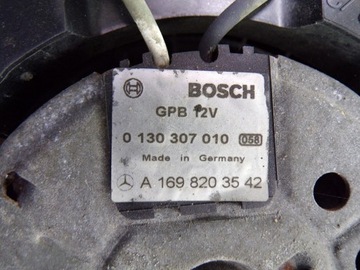 BOSCH
GPB 12V
0 130 307 010 058
Made in Germany
A 169 820 35 42